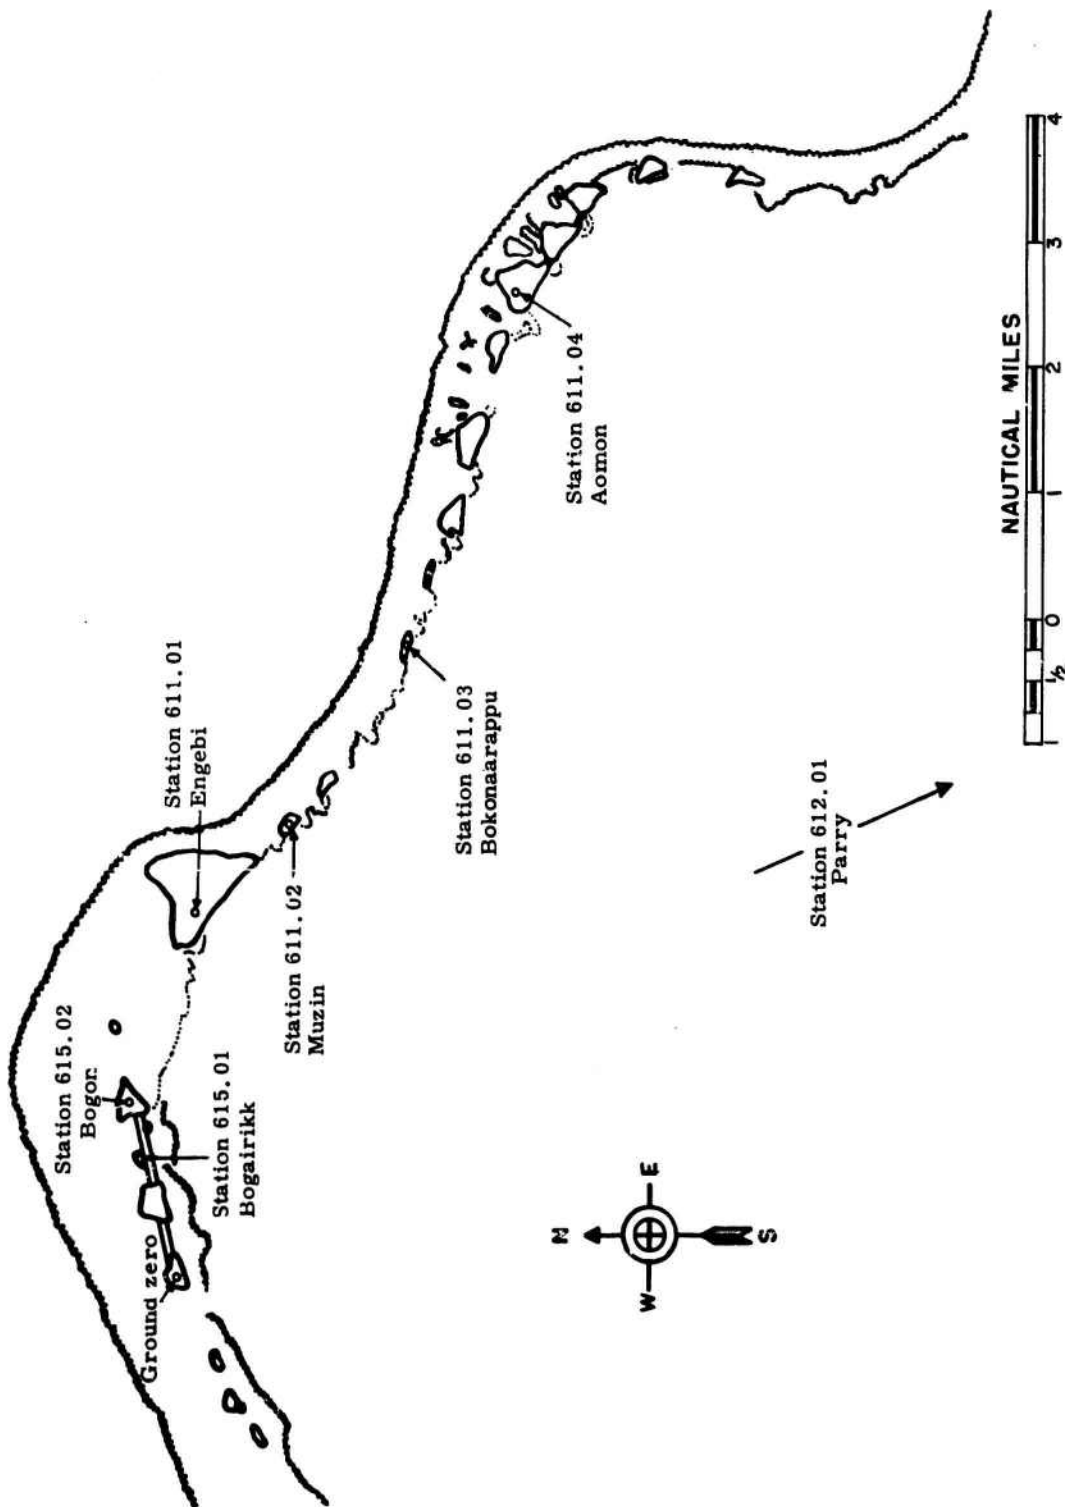 Station 615.02
Bogon
Ground zero
Station 615.01
Bogairikk
Station 611.01
Engebi
Station 611.02
Muzin
Station 611.03
Bokonaarappu
Station 611.04
Aomon
Station 612.01
Parry
N
W
E
S
NAUTICAL MILES
1
1/2
0
1
2
3
4